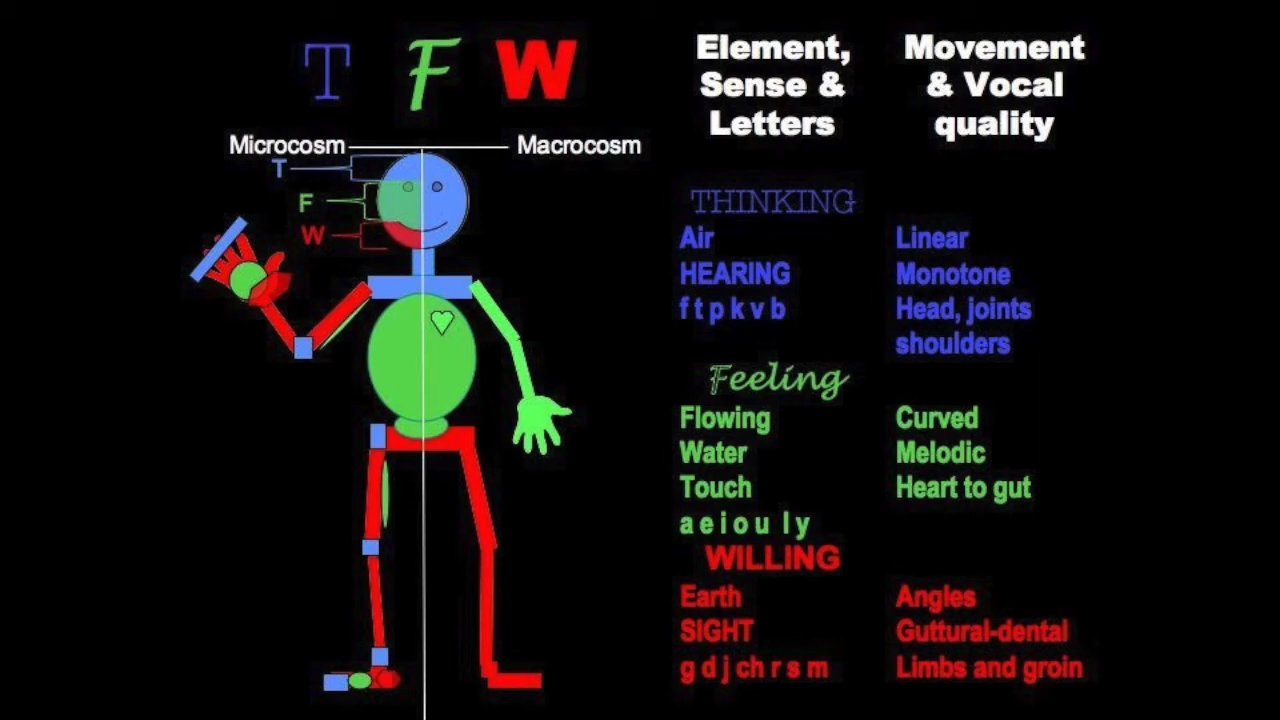 T F W
Microcosm Macrocosm
T
F
W
Element,
Sense &
Letters
Movement
& Vocal
quality
THINKING
Air
HEARING
f t p k v b
Linear
Monotone
Head, joints
shoulders
Feeling
Flowing
Water
Touch
a e i o u l y
Curved
Melodic
Heart to gut
WILLING
Earth
SIGHT
g d j ch r s m
Angles
Guttural-dental
Limbs and groin